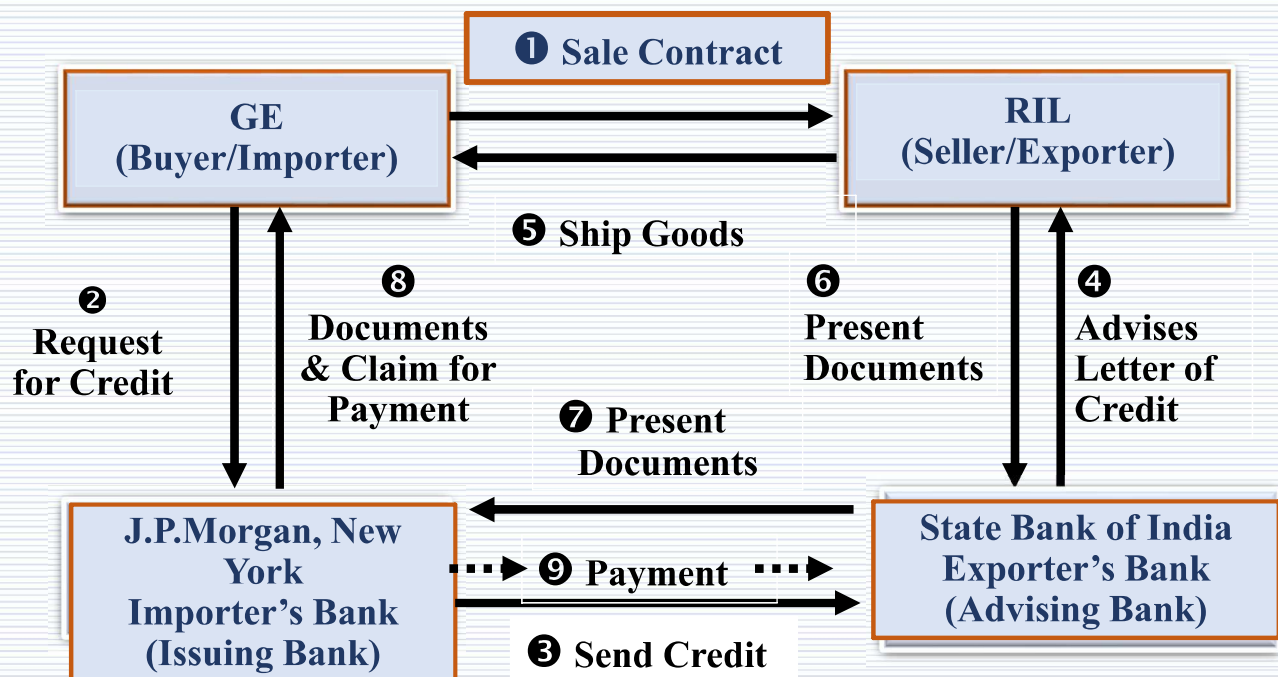 ❶ Sale Contract
GE
(Buyer/Importer)
RIL
(Seller/Exporter)
❺ Ship Goods
❷
Request
for Credit
❽
Documents
& Claim for
Payment
❻
Present
Documents
❹
Advises
Letter of
Credit
❼ Present
Documents
J.P.Morgan, New
York
Importer’s Bank
(Issuing Bank)
❾ Payment
State Bank of India
Exporter’s Bank
(Advising Bank)
❸ Send Credit